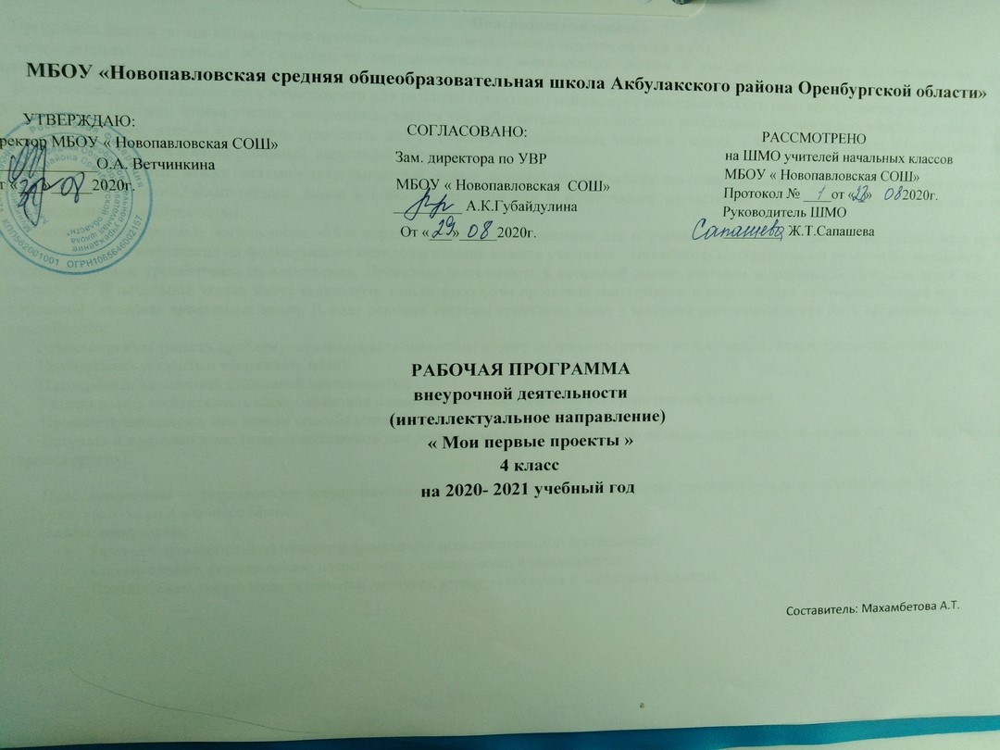 МБОУ «Новопавловская средняя общеобразовательная школа Акбулакского района Оренбургской области»
УТВЕРЖДАЮ:
ректор МБОУ « Новопавловская СОШ»
О.А. Ветчинкина
08 2020г.
КПП562001001 ОГРН1065646002157
СОГЛАСОВАНО:
Зам. директора по УВР
МБОУ « Новопавловская СОШ»
А.К.Губайдулина
От «29» 08 2020г.
РАССМОТРЕНО
на ШМО учителей начальных классов
МБОУ « Новопавловская СОШ»
Протокол № 1 от «28» 08 2020г.
Руководитель ШМО
Сапашева Ж.Т.Сапашева
РАБОЧАЯ ПРОГРАММА
внеурочной деятельности
(интеллектуальное направление)
« Мои первые проекты »
4 класс
на 2020- 2021 учебный год
Составитель: Махамбетова А.Т.